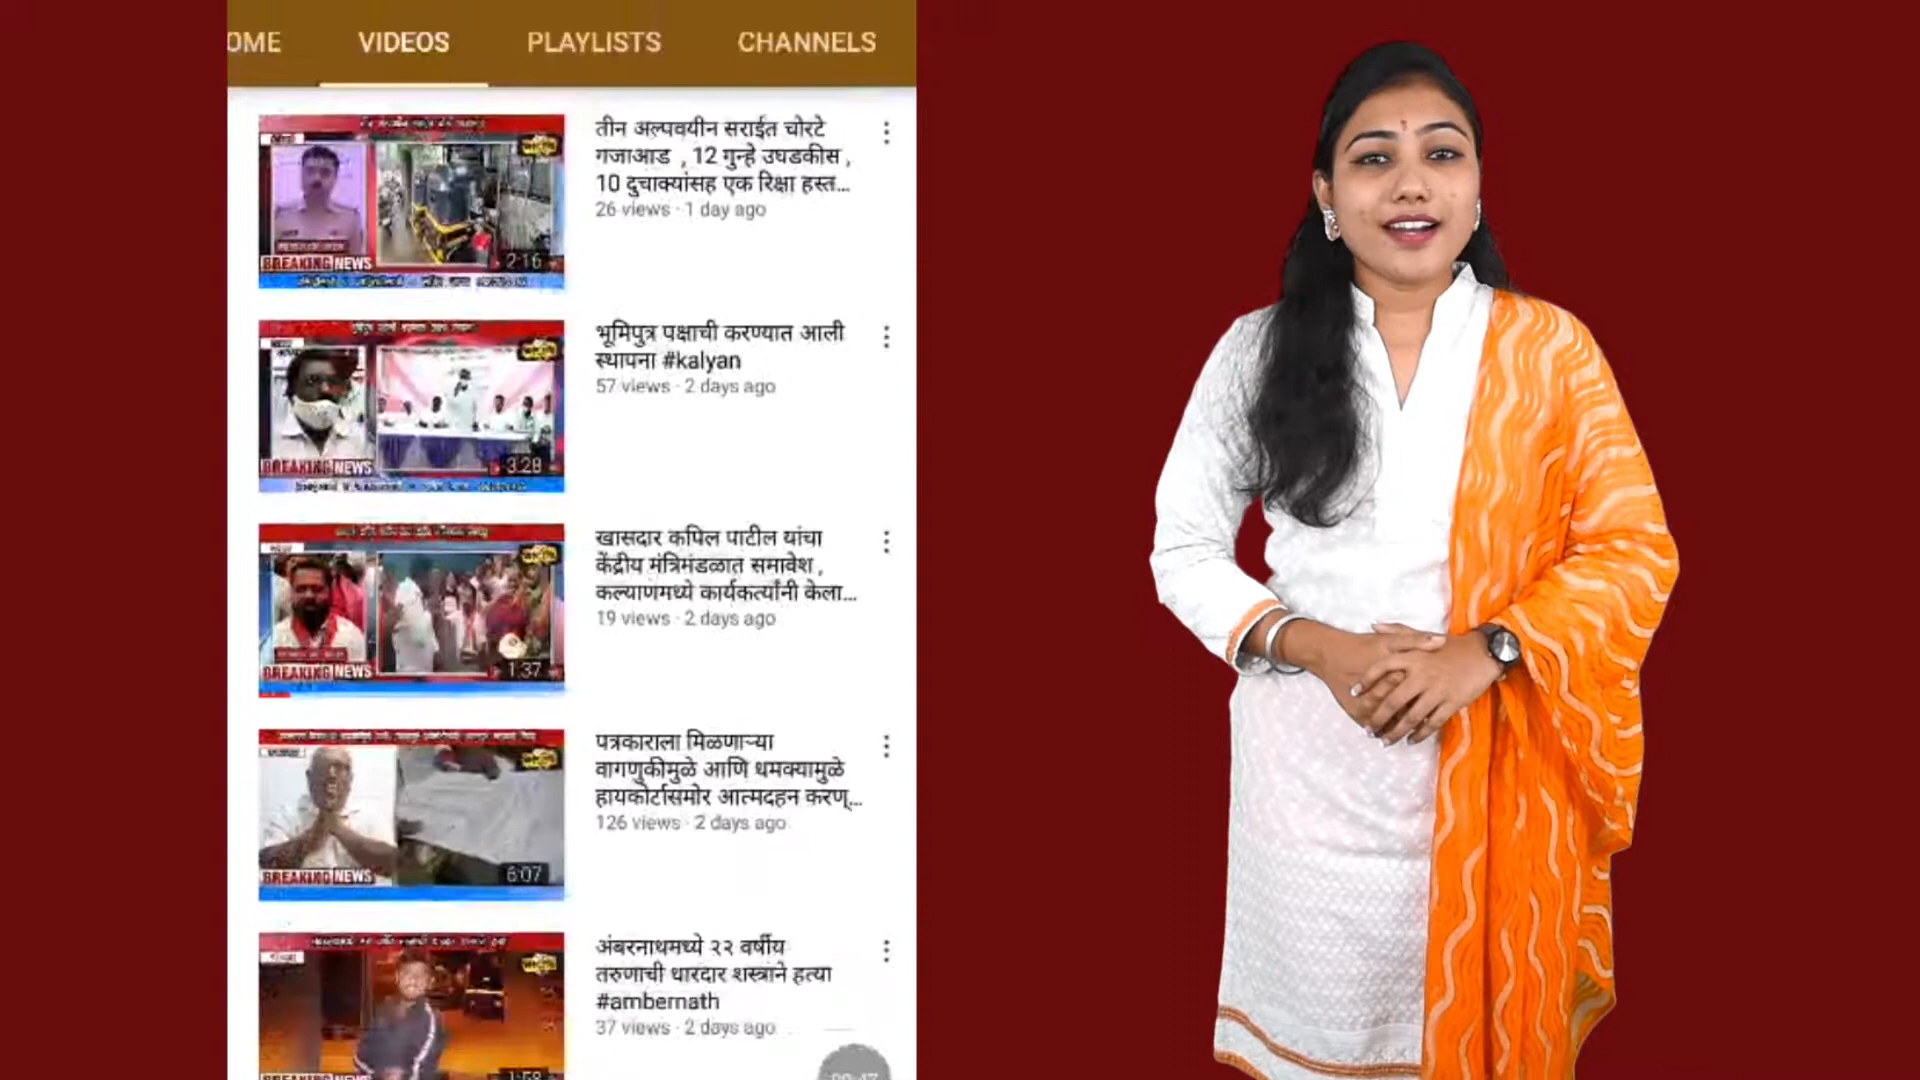 OME VIDEOS PLAYLISTS CHANNELS
तीन अल्पवयीन सराईत चोरटे
गजाआड , 12 गुन्हे उघडकीस ,
10 दुचाक्यांसह एक रिक्षा हस्त...
26 views · 1 day ago
BREAKING NEWS
2:16
भूमिपुत्र पक्षाची करण्यात आली
स्थापना #kalyan
57 views · 2 days ago
BREAKING NEWS
3:28
खासदार कपिल पाटील यांचा
केंद्रीय मंत्रिमंडळात समावेश ,
कल्याणमध्ये कार्यकर्त्यांनी केला...
19 views · 2 days ago
BREAKING NEWS
1:37
पत्रकाराला मिळणाऱ्या
वागणुकीमुळे आणि धमक्यामुळे
हायकोर्टासमोर आत्मदहन करण्...
126 views · 2 days ago
BREAKING NEWS
6:07
अंबरनाथमध्ये २२ वर्षीय
तरुणाची धारदार शस्त्राने हत्या
#ambernath
37 views · 2 days ago
BREAKING NEWS
1:58